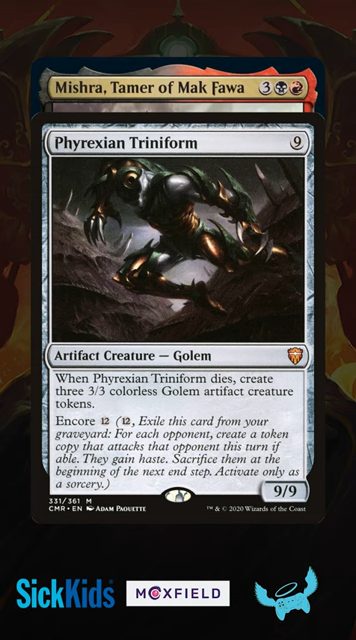 Mishra, Tamer of Mak Fawa 3
Phyrexian Triniform 9
Artifact Creature — Golem
When Phyrexian Triniform dies, create
three 3/3 colorless Golem artifact creature
tokens.
Encore 12 (12, Exile this card from your
graveyard: For each opponent, create a token
copy that attacks that opponent this turn if
able. They gain haste. Sacrifice them at the
beginning of the next end step. Activate only as
a sorcery.)
9/9
331/361 M
CMR • EN Adam Paquette
™ & © 2020 Wizards of the Coast
SickKids
MOXFIELD